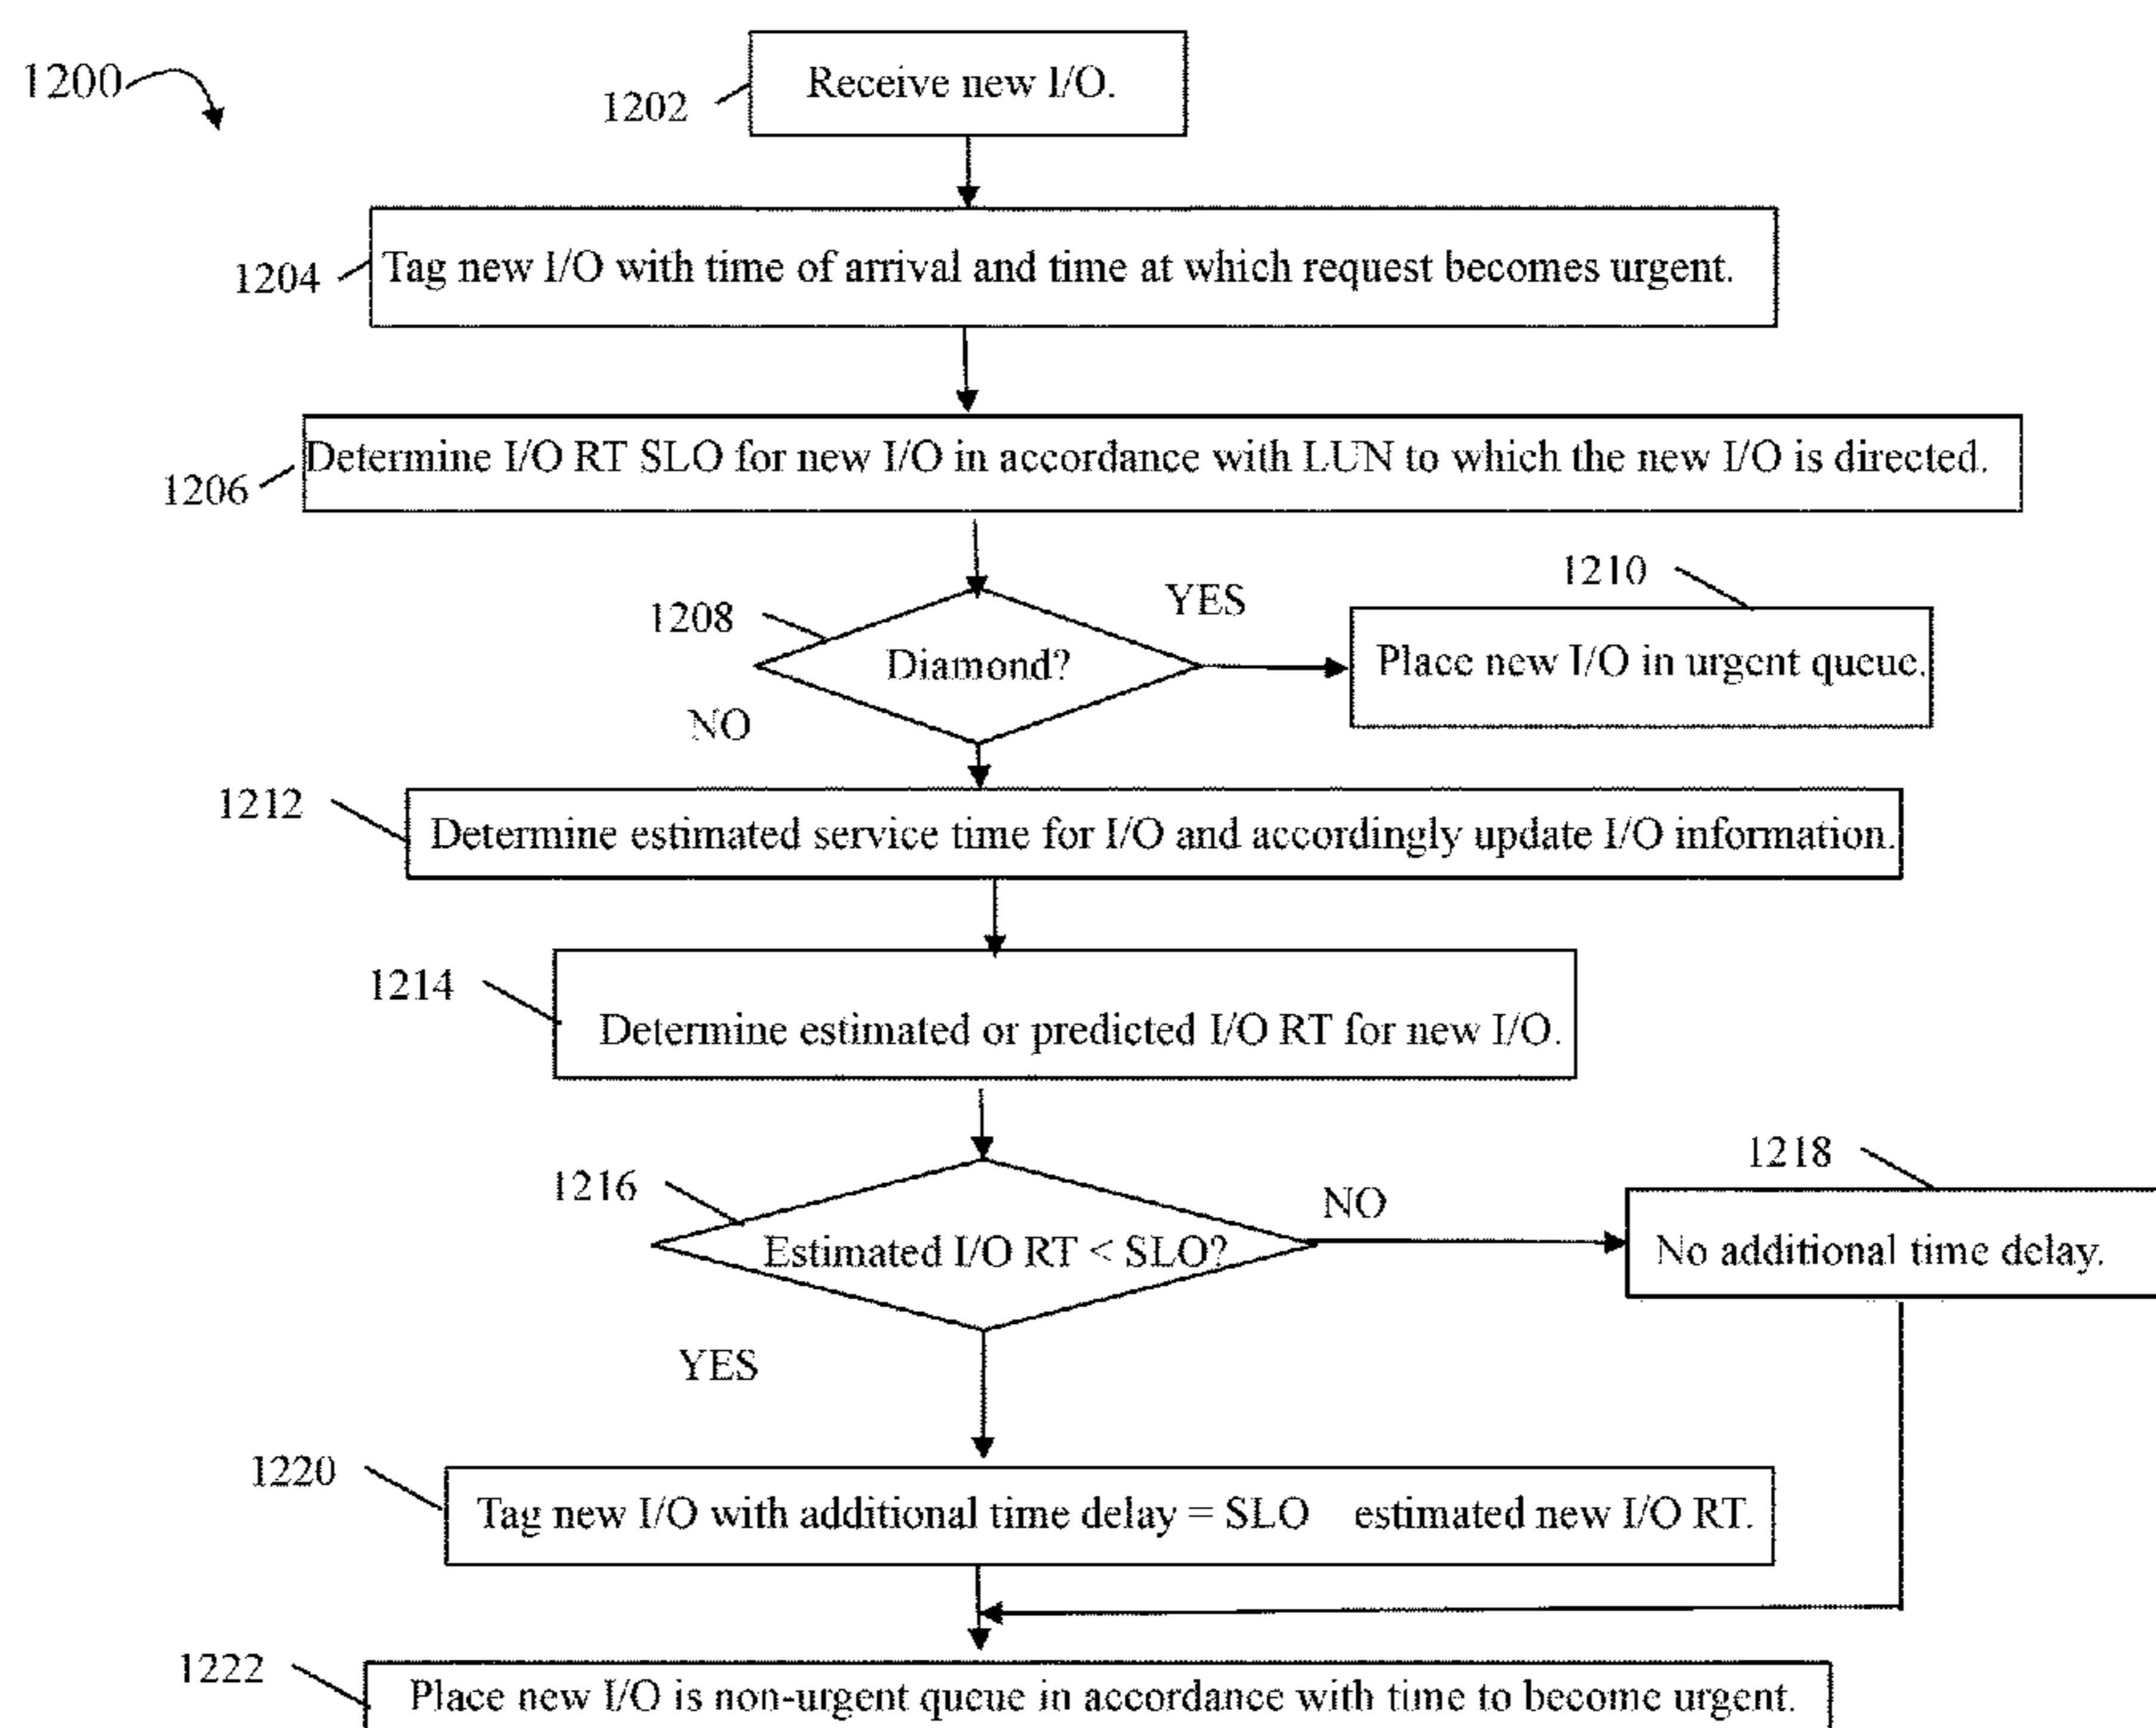 1200
Receive new I/O.
1202
Tag new I/O with time of arrival and time at which request becomes urgent.
1204
Determine I/O RT SLO for new I/O in accordance with LUN to which the new I/O is directed.
1206
1210
YES
1208
Diamond?
Place new I/O in urgent queue.
NO
1212
Determine estimated service time for I/O and accordingly update I/O information.
1214
Determine estimated or predicted I/O RT for new I/O.
1218
1216
NO
Estimated I/O RT < SLO?
No additional time delay.
YES
1220
Tag new I/O with additional time delay = SLO estimated new I/O RT.
1222
Place new I/O is non-urgent queue in accordance with time to become urgent.